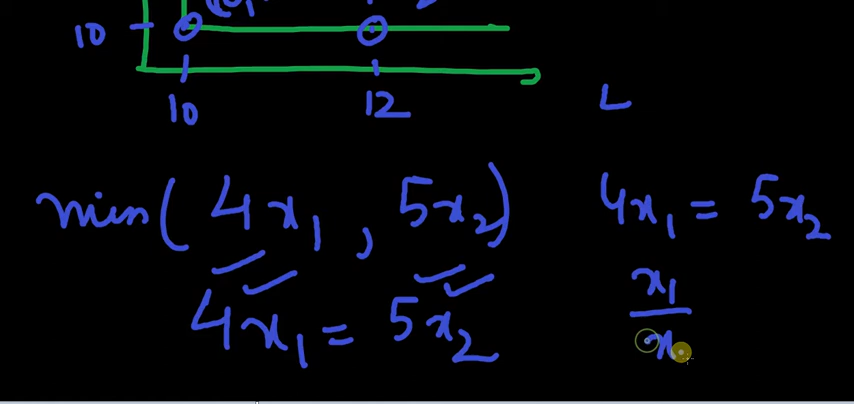 10
10 12
L
min( 4x₁ , 5x₂ ) 4x₁ = 5x₂
4x₁ = 5x₂
x₁
x